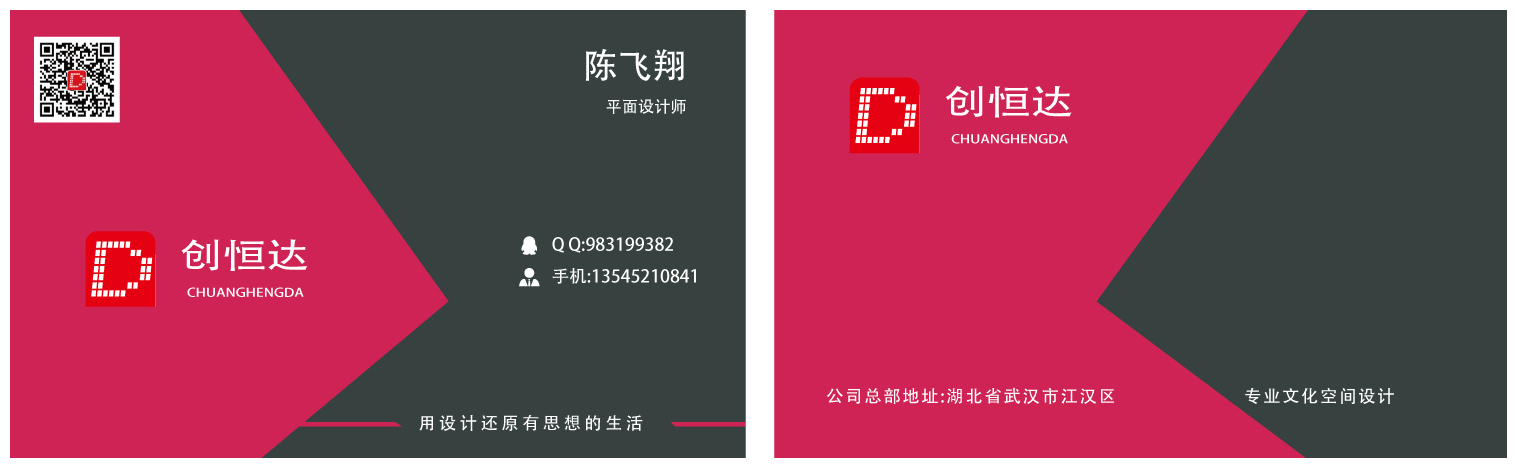 陈飞翔
平面设计师
创恒达
CHUANGHENGDA
QQ:983199382
手机:13545210841
用设计还原有思想的生活
创恒达
CHUANGHENGDA
公司总部地址:湖北省武汉市江汉区
专业文化空间设计